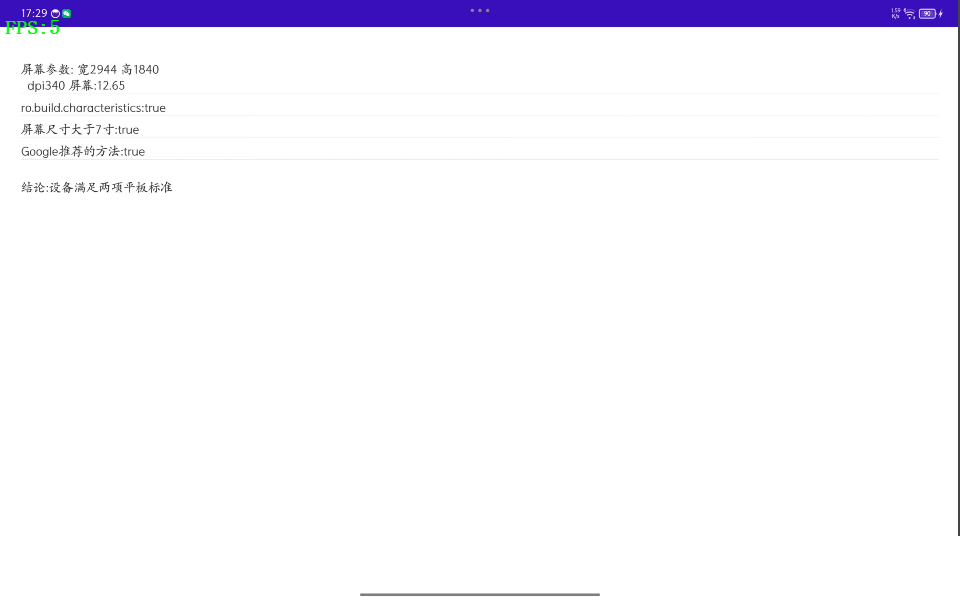 17:29
1.59
K/s
6
90
FPS:5
屏幕参数: 宽2944 高1840
dpi340 屏幕:12.65
ro.build.characteristics:true
屏幕尺寸大于7寸:true
Google推荐的方法:true
结论:设备满足两项平板标准